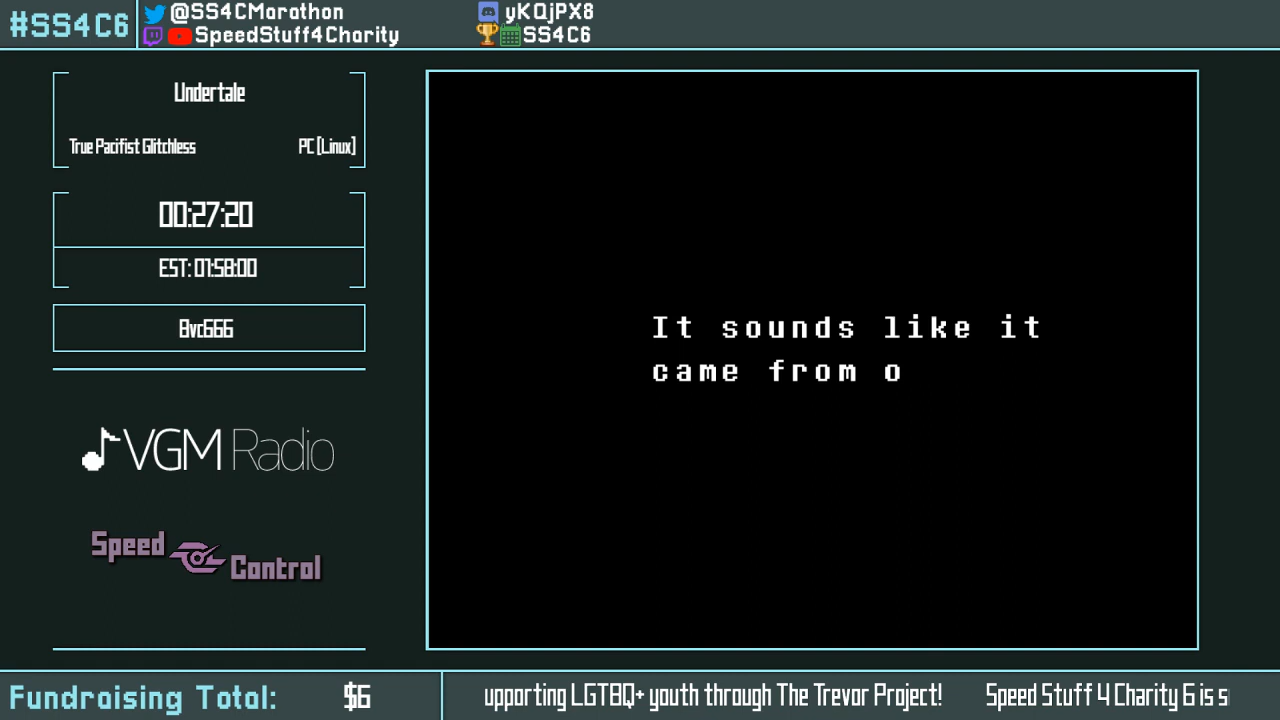 #SS4C6
@SS4CMarathon
SpeedStuff4Charity
yKQjPX8
SS4C6
Undertale
True Pacifist Glitchless PC [Linux]
00:27:20
EST: 01:58:00
8vc666
VGM Radio
Speed
Control
It sounds like it
came from o
Fundraising Total: $6
upporting LGTBQ+ youth through The Trevor Project! Speed Stuff 4 Charity 6 is s